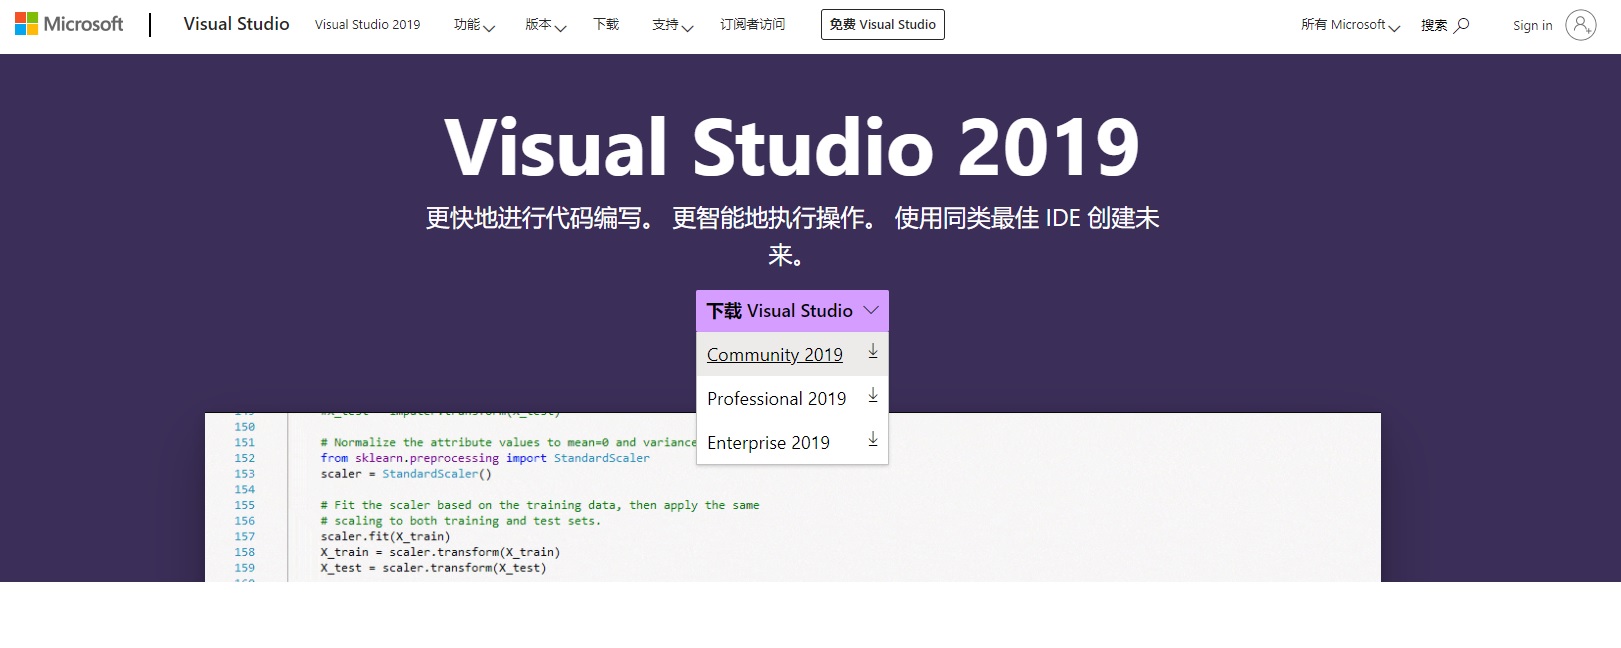 Microsoft Visual Studio Visual Studio 2019 功能 版本 下载 支持 订阅者访问 免费 Visual Studio 所有 Microsoft 搜索 Sign in
Visual Studio 2019
更快地进行代码编写。 更智能地执行操作。 使用同类最佳 IDE 创建未
来。
下载 Visual Studio
Community 2019
Professional 2019
Enterprise 2019
150
151 # Normalize the attribute values to mean=0 and variance
152 from sklearn.preprocessing import StandardScaler
153 scaler = StandardScaler()
154
155 # Fit the scaler based on the training data, then apply the same
156 # scaling to both training and test sets.
157 scaler.fit(X_train)
158 X_train = scaler.transform(X_train)
159 X_test = scaler.transform(X_test)